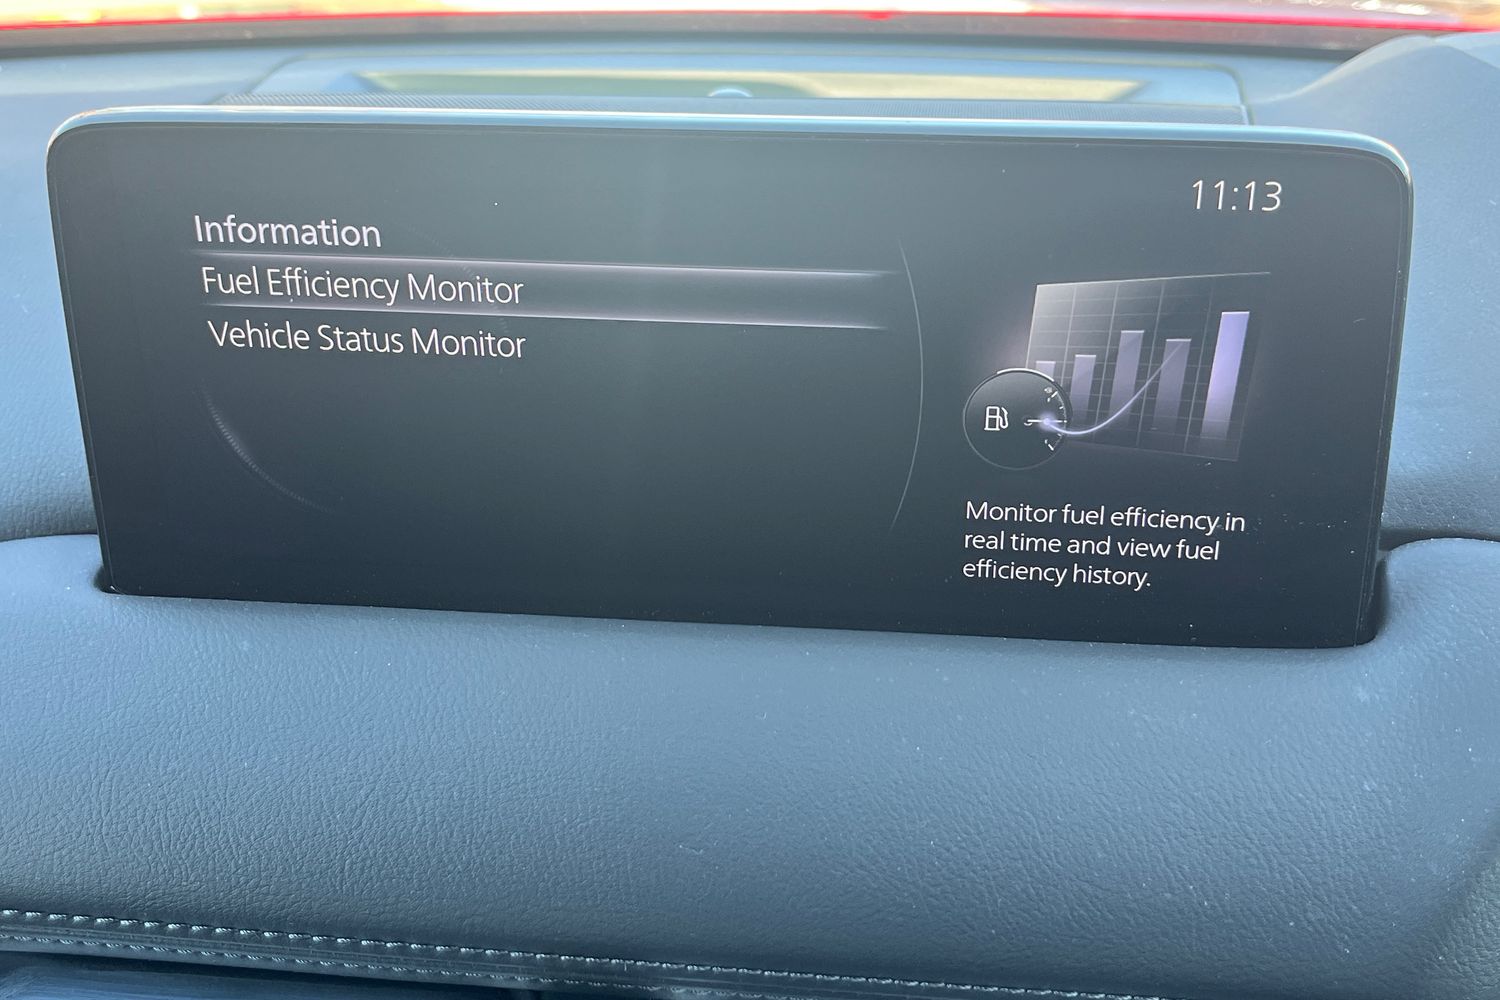 11:13
Information
Fuel Efficiency Monitor
Vehicle Status Monitor
Monitor fuel efficiency in
real time and view fuel
efficiency history.